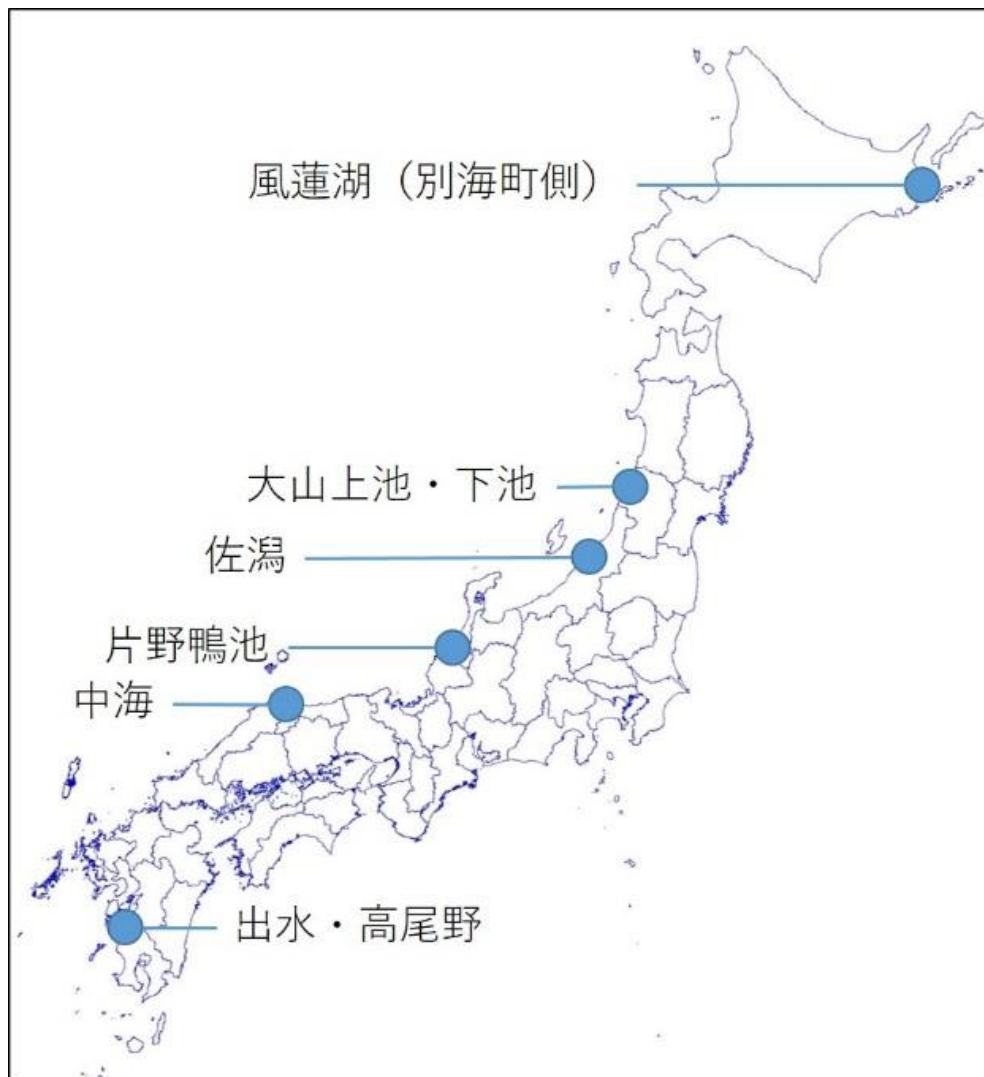 風蓮湖（別海町側）
大山上池・下池
佐潟
片野鴨池
中海
出水・高尾野